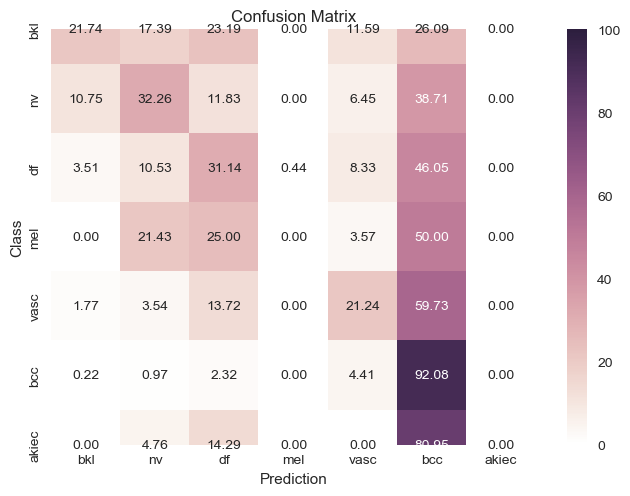 Confusion Matrix
bkl 21.74 17.39 23.19 0.00 11.59 26.09 0.00 100
nv 10.75 32.26 11.83 0.00 6.45 38.71 0.00 80
df 3.51 10.53 31.14 0.44 8.33 46.05 0.00 60
Class
mel 0.00 21.43 25.00 0.00 3.57 50.00 0.00 40
vasc 1.77 3.54 13.72 0.00 21.24 59.73 0.00 20
bcc 0.22 0.97 2.32 0.00 4.41 92.08 0.00
akiec 0.00 4.76 14.29 0.00 0.00 80.95 0.00 0
bkl nv df mel vasc bcc akiec
Prediction